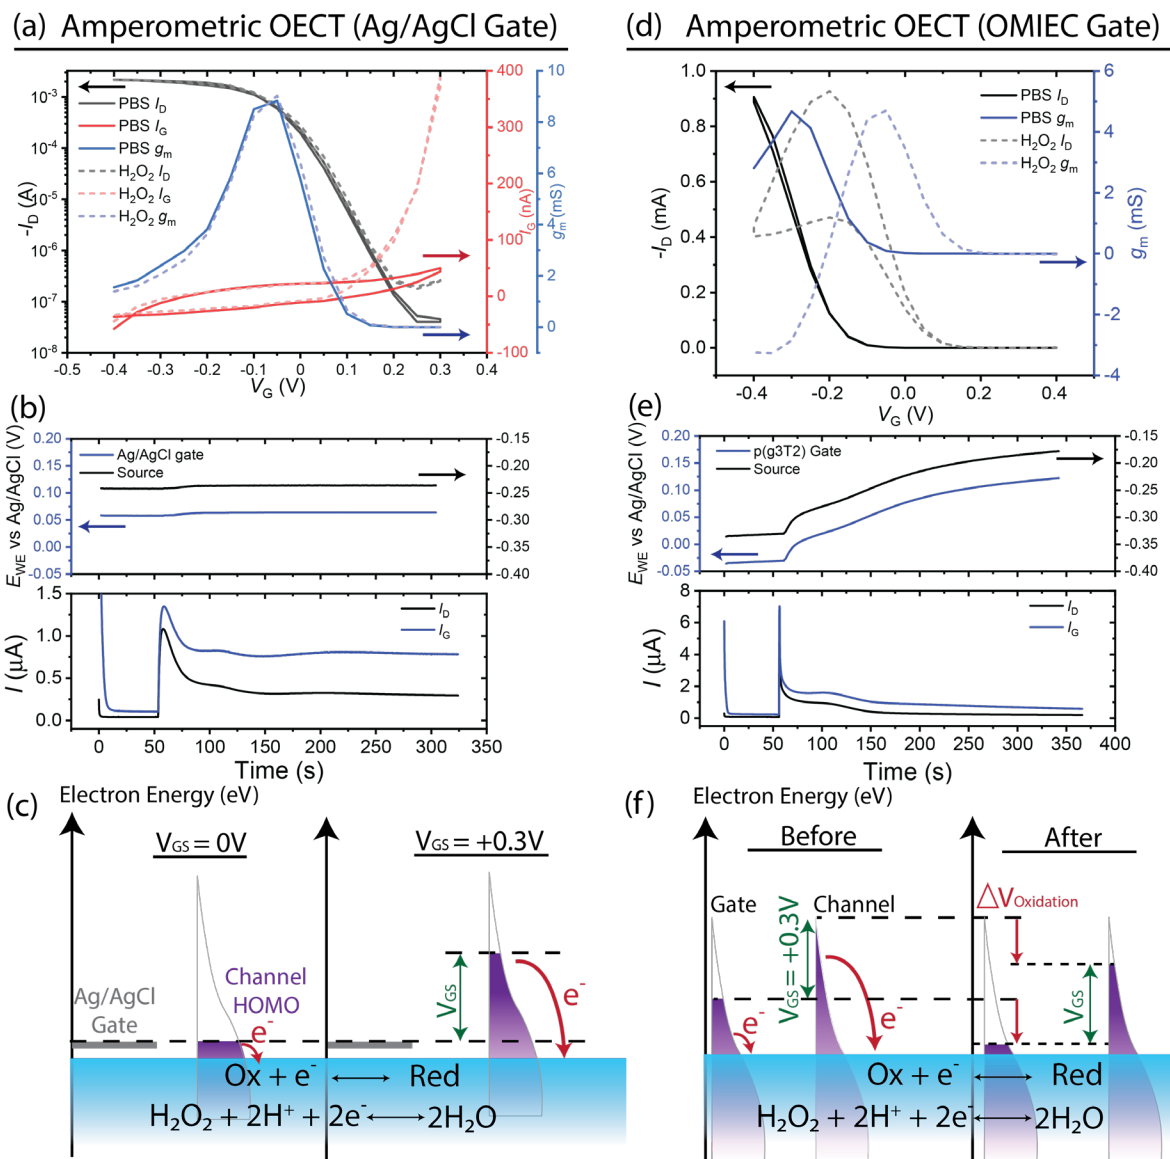 (a) Amperometric OECT (Ag/AgCl Gate)
10⁻³
10⁻⁴
10⁻⁵
10⁻⁶
10⁻⁷
10⁻⁸
-I_D (A)
PBS I_D
PBS I_G
PBS g_m
H₂O₂ I_D
H₂O₂ I_G
H₂O₂ g_m
400
300
200
100
0
-100
I_G (nA)
10
8
6
4
2
0
g_m (mS)
-0.5 -0.4 -0.3 -0.2 -0.1 0.0 0.1 0.2 0.3 0.4
V_G (V)
(d) Amperometric OECT (OMIEC Gate)
1.0
0.8
0.6
0.4
0.2
0.0
-I_D (mA)
PBS I_D
PBS g_m
H₂O₂ I_D
H₂O₂ g_m
6
4
2
0
-2
-4
g_m (mS)
-0.4 -0.2 0.0 0.2 0.4
V_G (V)
(b)
E_WE vs Ag/AgCl (V)
0.20
0.15
0.10
0.05
0.00
-0.05
Ag/AgCl gate
Source
-0.15
-0.20
-0.25
-0.30
-0.35
-0.40
I (μA)
1.5
1.0
0.5
0.0
I_D
I_G
0 50 100 150 200 250 300 350
Time (s)
(e)
E_WE vs Ag/AgCl (V)
0.20
0.15
0.10
0.05
0.00
-0.05
p(g3T2) Gate
Source
-0.15
-0.20
-0.25
-0.30
-0.35
-0.40
I (μA)
8
6
4
2
0
I_D
I_G
0 50 100 150 200 250 300 350 400
Time (s)
(c)
Electron Energy (eV)
V_GS = 0V
V_GS = +0.3V
Ag/AgCl
Gate
Channel
HOMO
e⁻
V_GS
e⁻
Ox + e⁻ ⟷ Red
H₂O₂ + 2H⁺ + 2e⁻ ⟷ 2H₂O
(f)
Electron Energy (eV)
Before
After
Gate
Channel
V_GS = +0.3V
e⁻
e⁻
ΔV_Oxidation
V_GS
Ox + e⁻ ⟷ Red
H₂O₂ + 2H⁺ + 2e⁻ ⟷ 2H₂O